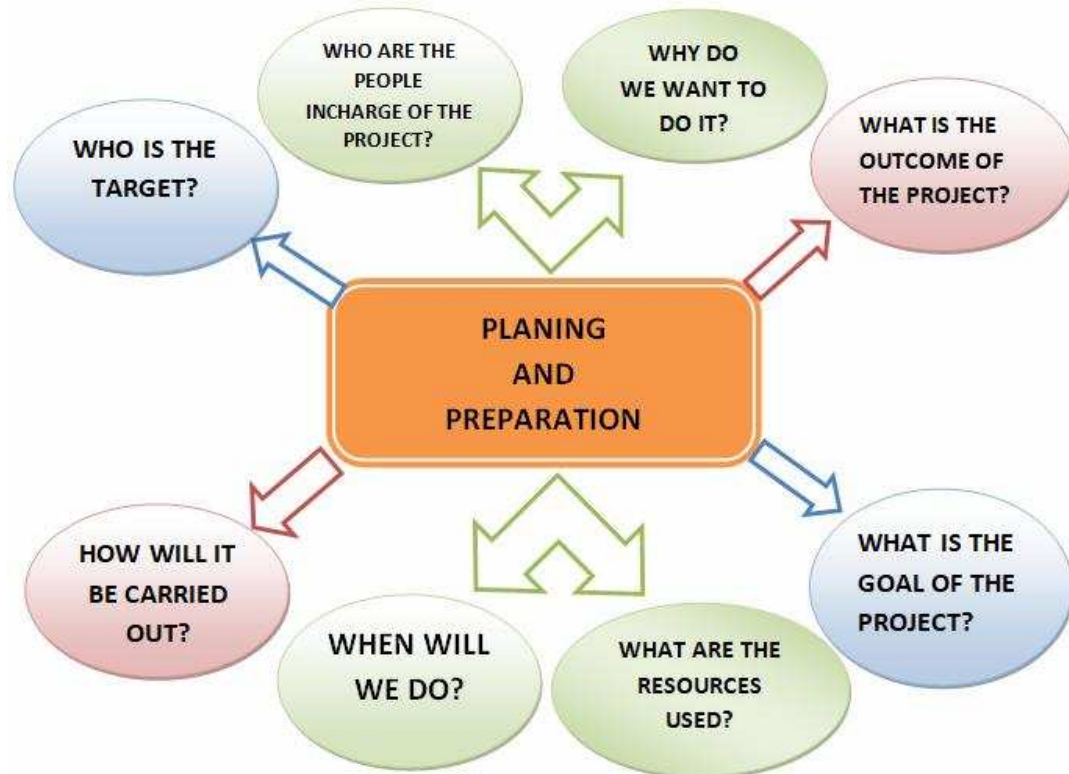 WHO ARE THE
PEOPLE
INCHARGE OF THE
PROJECT?
WHY DO
WE WANT TO
DO IT?
WHO IS THE
TARGET?
WHAT IS THE
OUTCOME OF
THE PROJECT?
PLANING
AND
PREPARATION
HOW WILL IT
BE CARRIED
OUT?
WHAT IS THE
GOAL OF THE
PROJECT?
WHEN WILL
WE DO?
WHAT ARE THE
RESOURCES
USED?